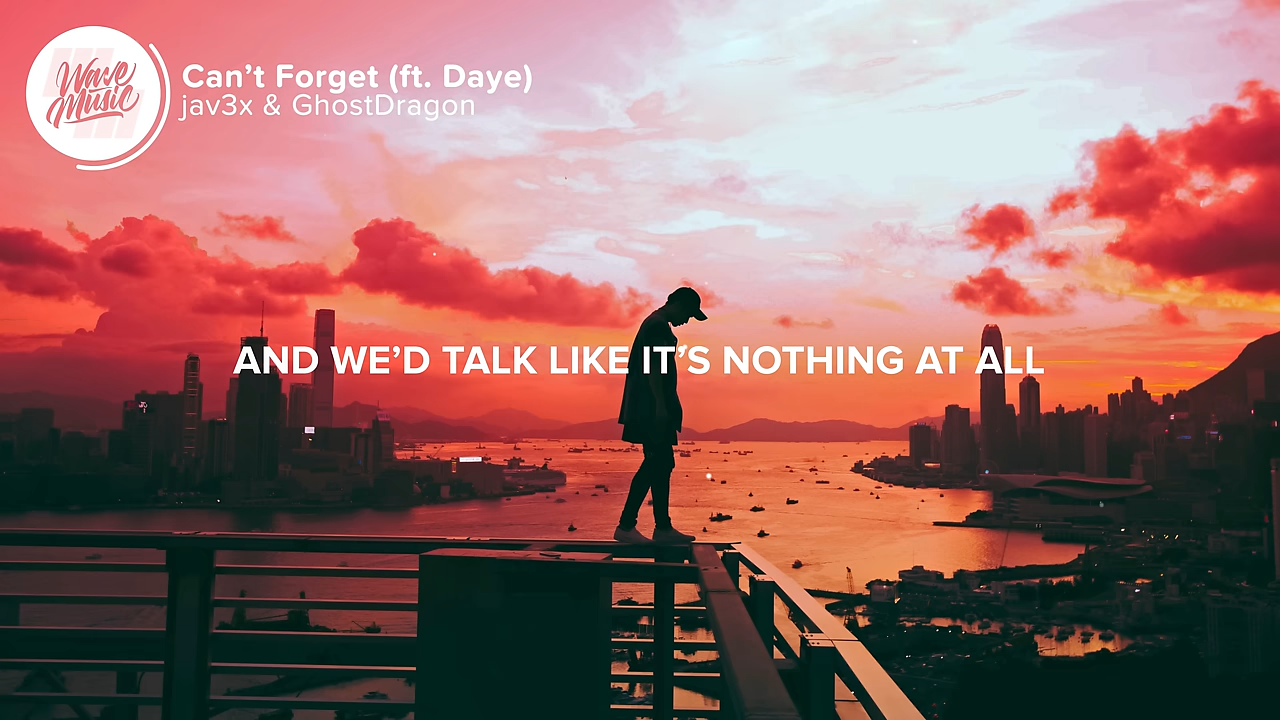 Wave
Music
Can’t Forget (ft. Daye)
jav3x & GhostDragon
AND WE’D TALK LIKE IT’S NOTHING AT ALL